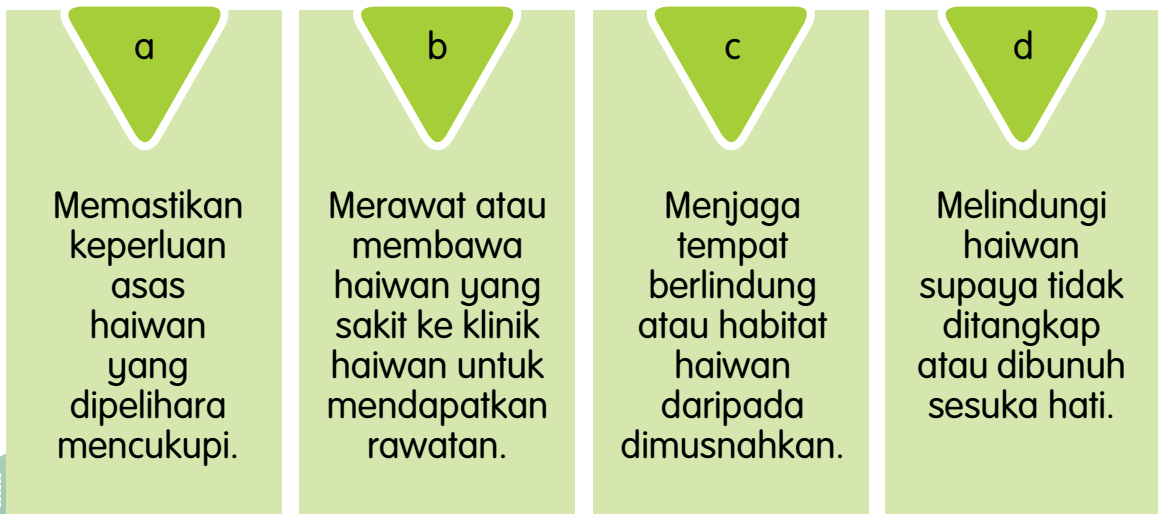 a
Memastikan
keperluan
asas
haiwan
yang
dipelihara
mencukupi.
b
Merawat atau
membawa
haiwan yang
sakit ke klinik
haiwan untuk
mendapatkan
rawatan.
c
Menjaga
tempat
berlindung
atau habitat
haiwan
daripada
dimusnahkan.
d
Melindungi
haiwan
supaya tidak
ditangkap
atau dibunuh
sesuka hati.